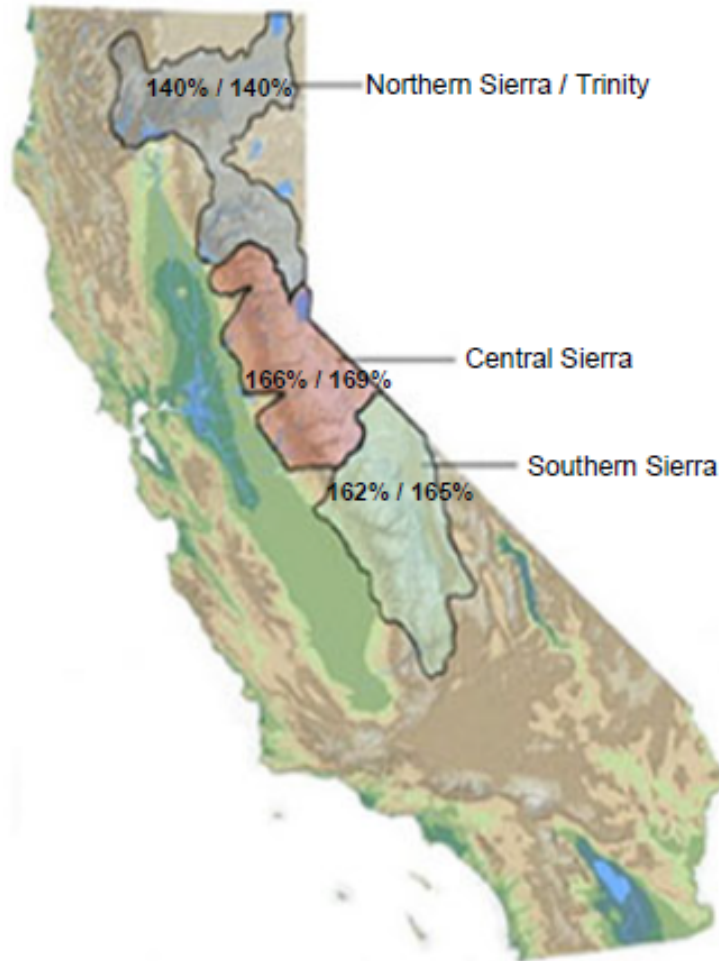 140% / 140%
Northern Sierra / Trinity
166% / 169%
Central Sierra
162% / 165%
Southern Sierra